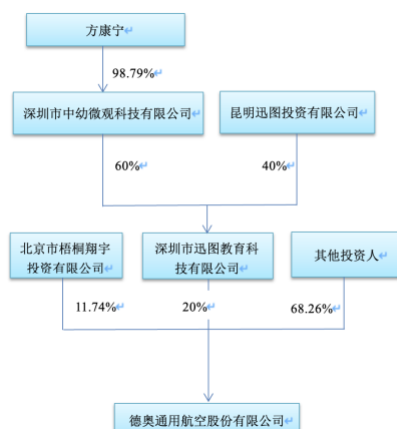 方康宁↵
98.79%↵
深圳市中幼微观科技有限公司↵
昆明迅图投资有限公司↵
60%↵
40%↵
北京市梧桐翔宇
投资有限公司↵
深圳市迅图教育科
技有限公司↵
其他投资人↵
11.74%↵
20%↵
68.26%↵
德奥通用航空股份有限公司↵